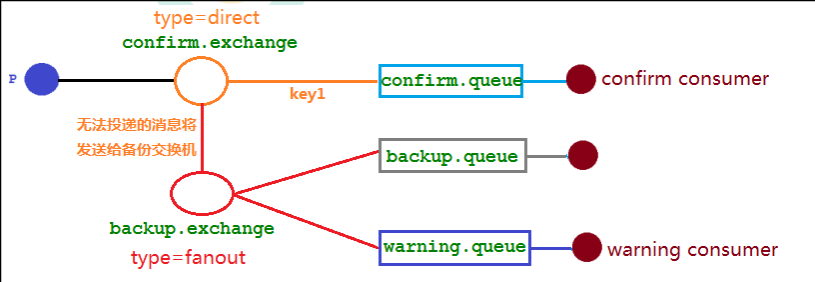 type=direct
confirm.exchange
P
key1
confirm.queue
confirm consumer
无法投递的消息将
发送给备份交换机
backup.queue
backup.exchange
type=fanout
warning.queue
warning consumer